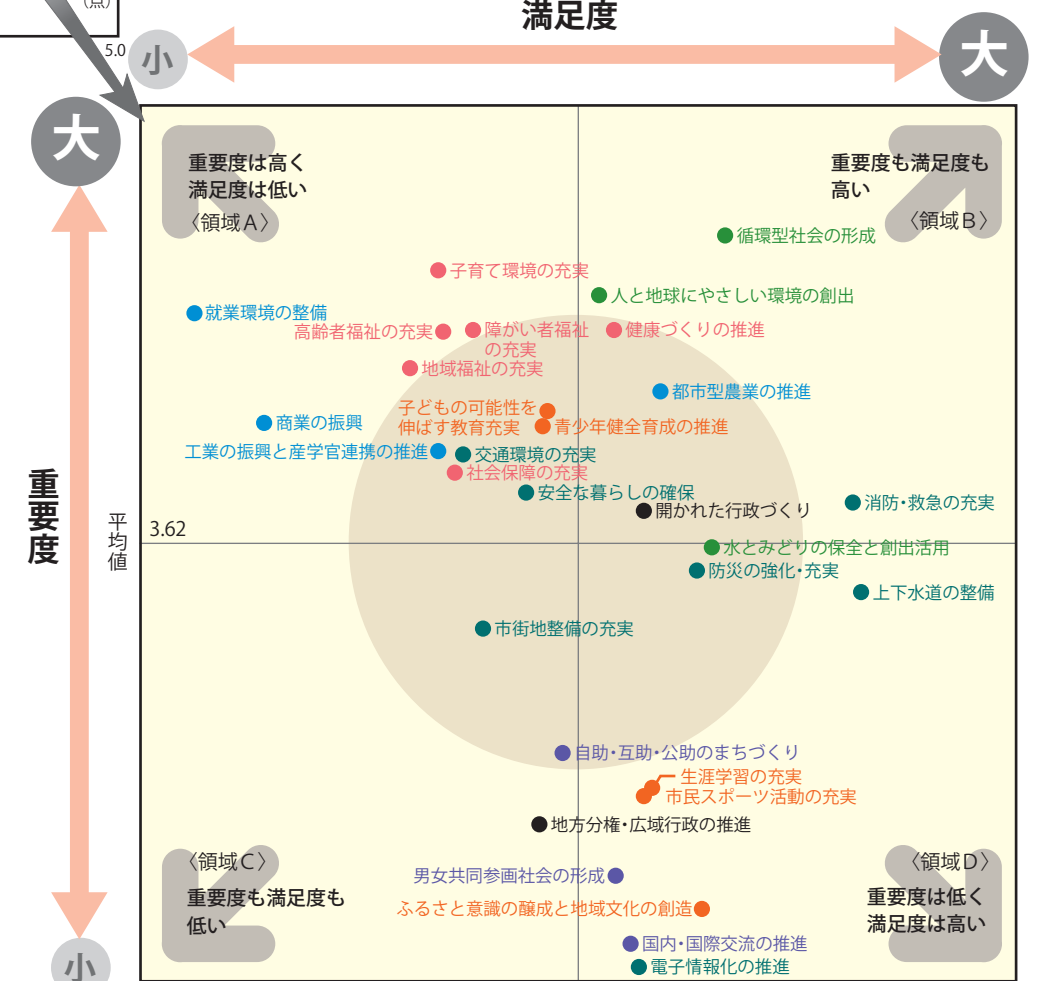 （点）
満足度
5.0
小
大
大
重要度は高く
満足度は低い
〈領域A〉
重要度も満足度も
高い
〈領域B〉
循環型社会の形成
子育て環境の充実
人と地球にやさしい環境の創出
就業環境の整備
高齢者福祉の充実
障がい者福祉
の充実
健康づくりの推進
地域福祉の充実
都市型農業の推進
子どもの可能性を
伸ばす教育充実
商業の振興
青少年健全育成の推進
工業の振興と産学官連携の推進
交通環境の充実
社会保障の充実
安全な暮らしの確保
消防・救急の充実
開かれた行政づくり
重要度
平均値
3.62
水とみどりの保全と創出活用
防災の強化・充実
上下水道の整備
市街地整備の充実
自助・互助・公助のまちづくり
生涯学習の充実
市民スポーツ活動の充実
地方分権・広域行政の推進
〈領域C〉
重要度も満足度も
低い
〈領域D〉
重要度は低く
満足度は高い
男女共同参画社会の形成
ふるさと意識の醸成と地域文化の創造
国内・国際交流の推進
電子情報化の推進
小